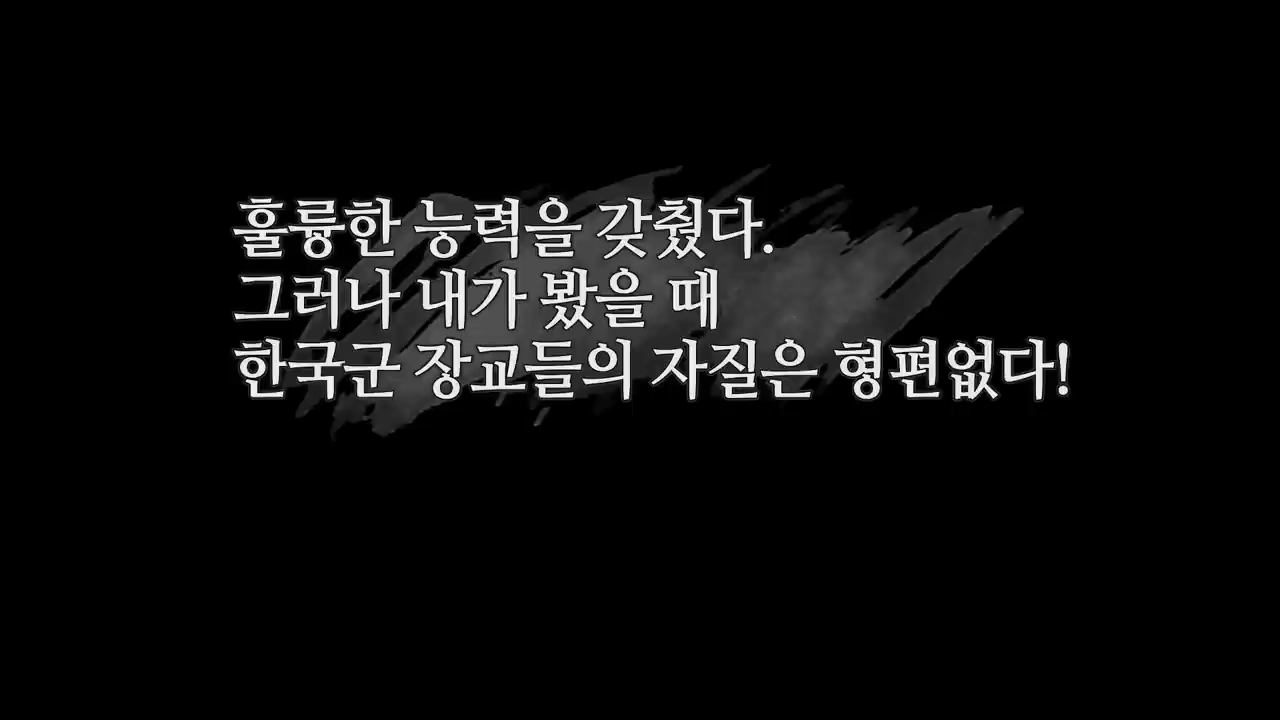 훌륭한 능력을 갖췄다.
그러나 내가 봤을 때
한국군 장교들의 자질은 형편없다!